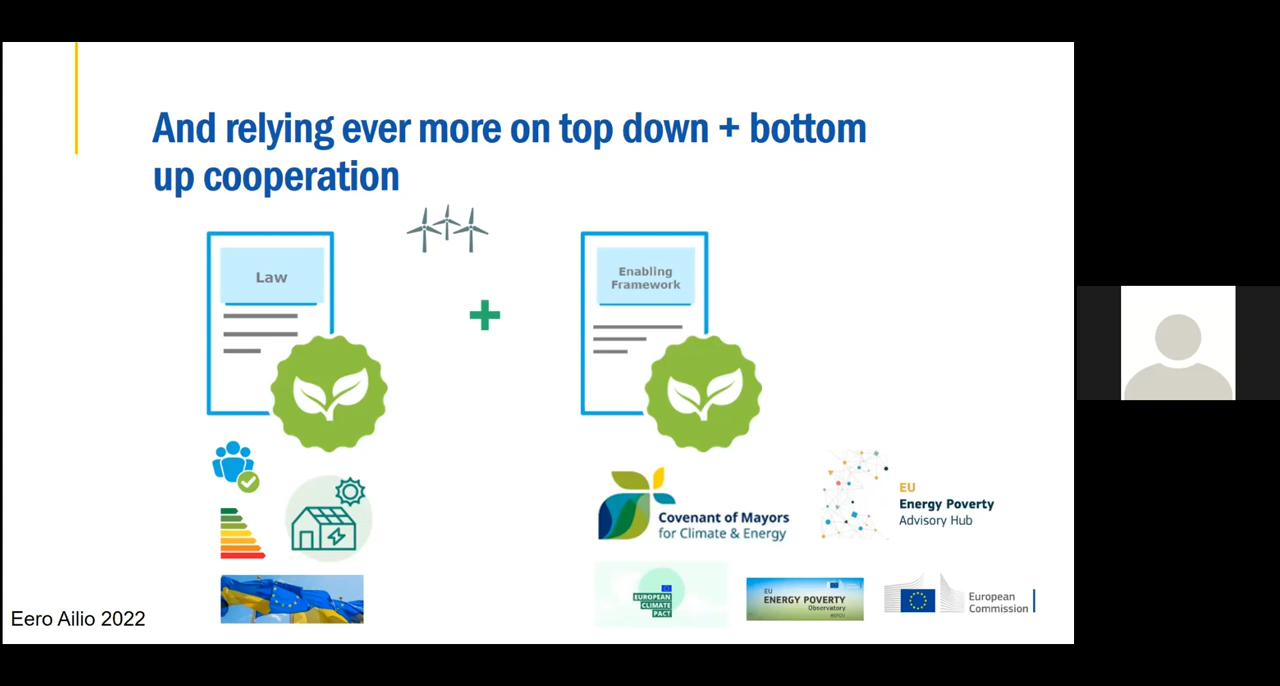 And relying ever more on top down + bottom
up cooperation
Law
Enabling
Framework
Covenant of Mayors
for Climate & Energy
EU
Energy Poverty
Advisory Hub
EUROPEAN
CLIMATE
PACT
EU
ENERGY POVERTY
Observatory
European
Commission
Eero Ailio 2022